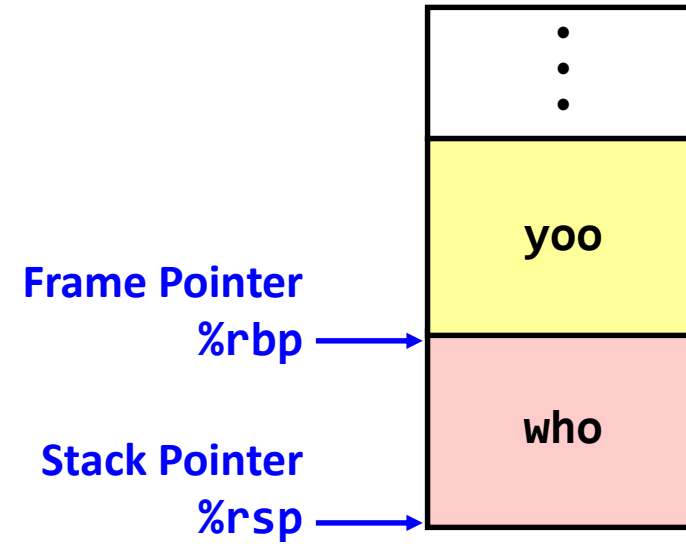 yoo
Frame Pointer
%rbp
who
Stack Pointer
%rsp